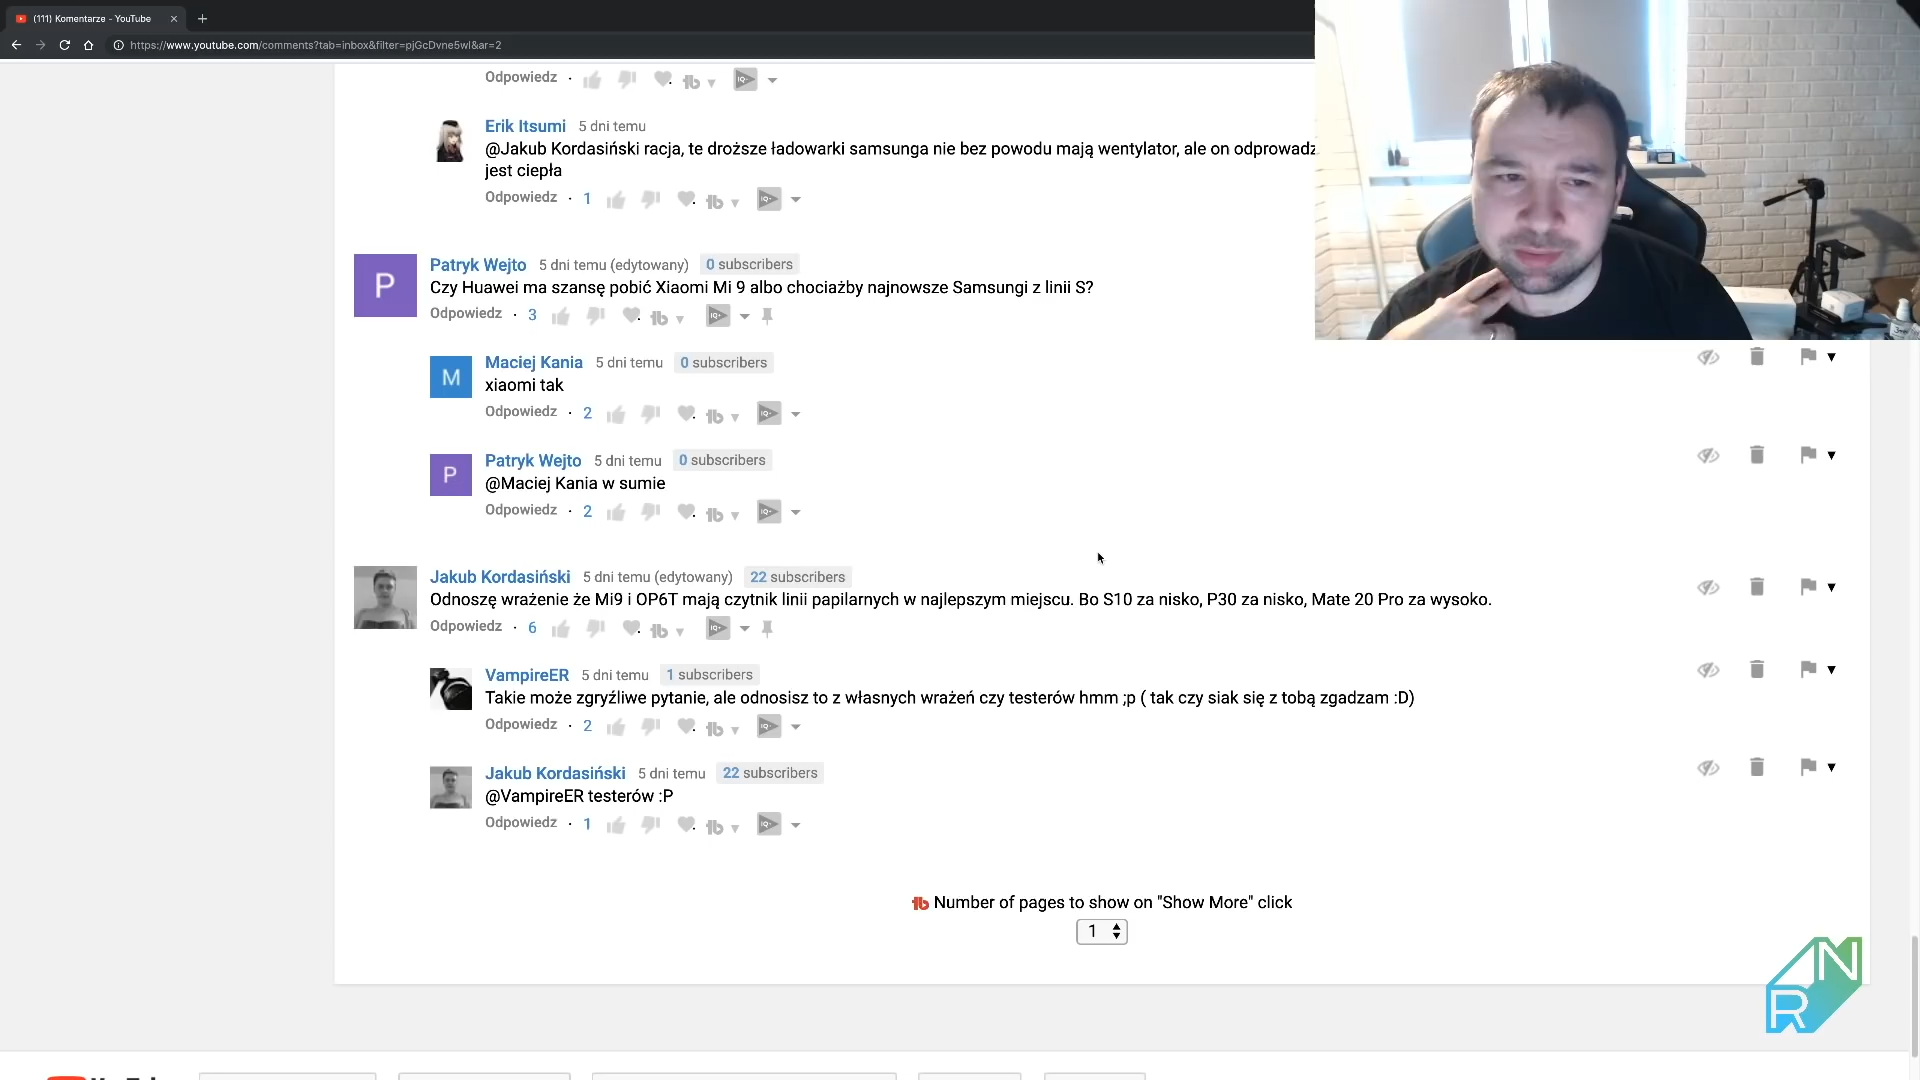 (111) Komentarze - YouTube
https://www.youtube.com/comments?tab=inbox&filter=pjGcDvne5wI&ar=2
Odpowiedz ·
Erik Itsumi 5 dni temu
@Jakub Kordasiński racja, te droższe ładowarki samsunga nie bez powodu mają wentylator, ale on odprowadz
jest ciepła
Odpowiedz · 1
P
Patryk Wejto 5 dni temu (edytowany) 0 subscribers
Czy Huawei ma szansę pobić Xiaomi Mi 9 albo chociażby najnowsze Samsungi z linii S?
Odpowiedz · 3
M
Maciej Kania 5 dni temu 0 subscribers
xiaomi tak
Odpowiedz · 2
P
Patryk Wejto 5 dni temu 0 subscribers
@Maciej Kania w sumie
Odpowiedz · 2
Jakub Kordasiński 5 dni temu (edytowany) 22 subscribers
Odnoszę wrażenie że Mi9 i OP6T mają czytnik linii papilarnych w najlepszym miejscu. Bo S10 za nisko, P30 za nisko, Mate 20 Pro za wysoko.
Odpowiedz · 6
VampireER 5 dni temu 1 subscribers
Takie może zgryźliwe pytanie, ale odnosisz to z własnych wrażeń czy testerów hmm ;p ( tak czy siak się z tobą zgadzam :D)
Odpowiedz · 2
Jakub Kordasiński 5 dni temu 22 subscribers
@VampireER testerów :P
Odpowiedz · 1
Number of pages to show on "Show More" click
1
RN